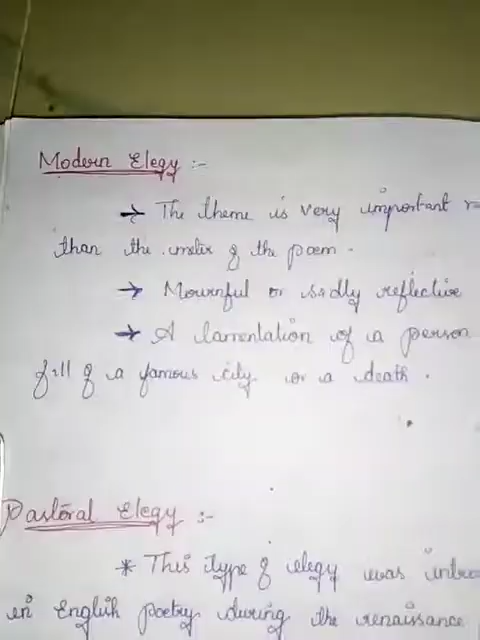 Modern Elegy :-
→ The theme is very important
than the meter of the poem .
→ Mournful or sadly reflective
→ A lamentation of a person
fall of a famous city or a death .
Pastoral Elegy :-
* This type of elegy was
in English poetry during the renaissance